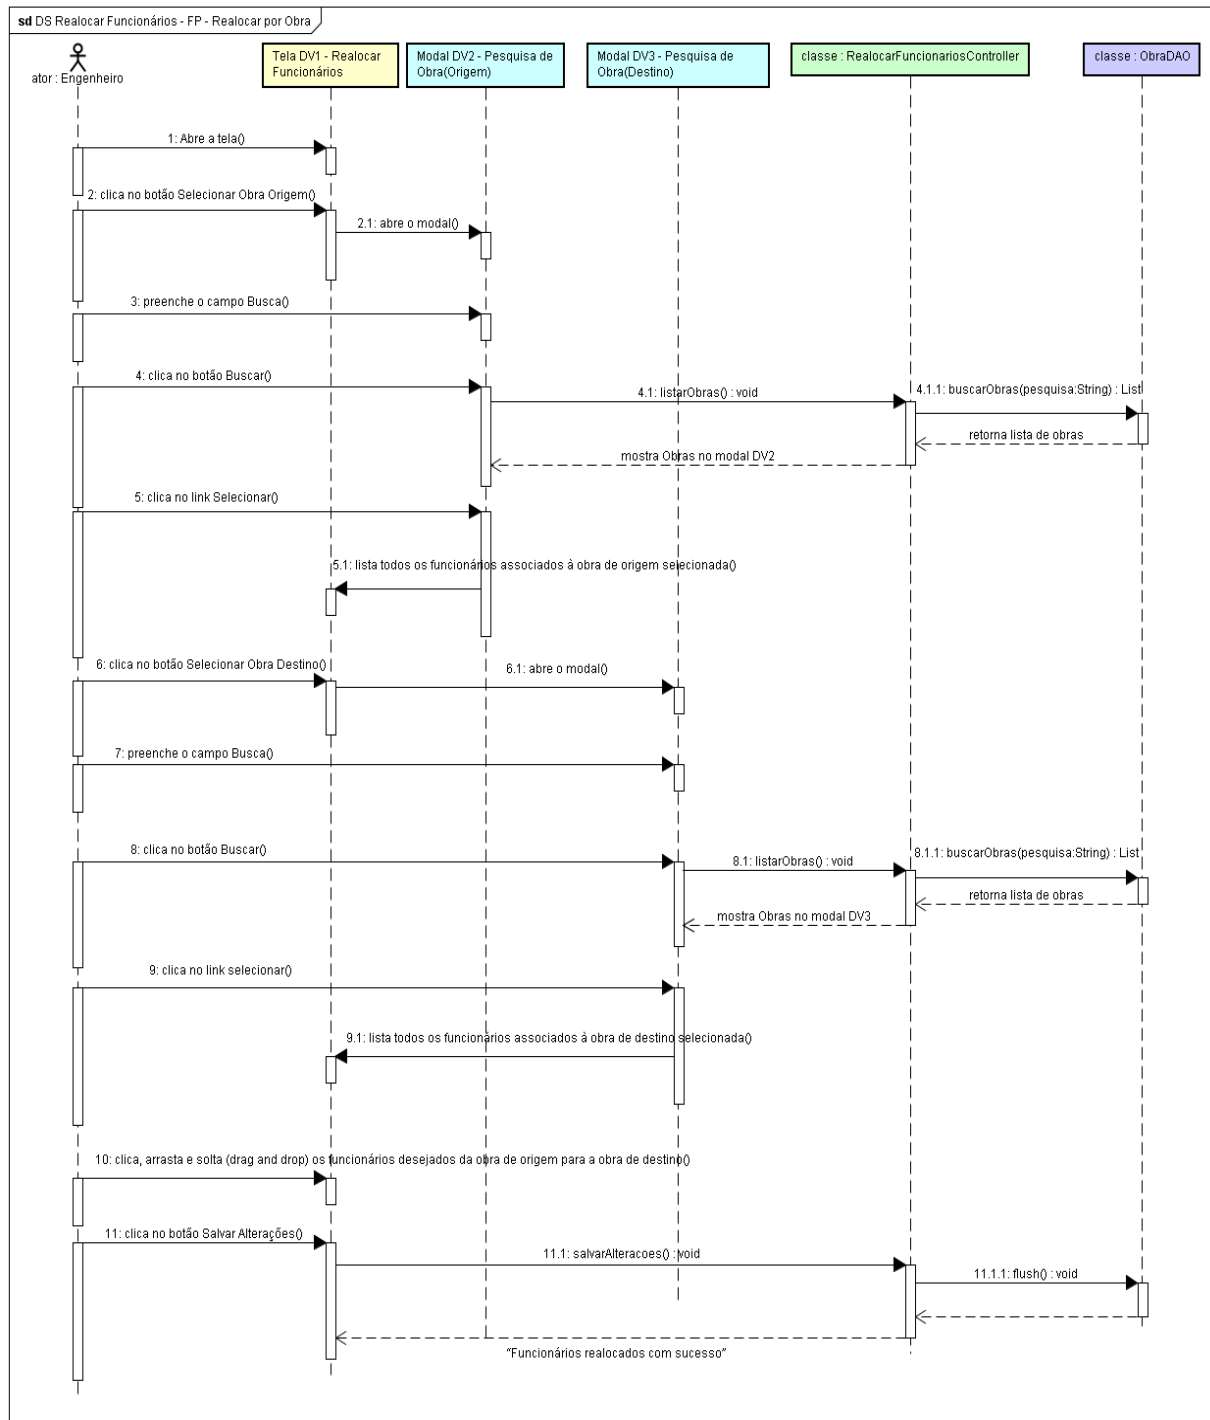 sd DS Realocar Funcionários - FP - Realocar por Obra
ator : Engenheiro
Tela DV1 - Realocar
Funcionários
Modal DV2 - Pesquisa de
Obra(Origem)
Modal DV3 - Pesquisa de
Obra(Destino)
classe : RealocarFuncionariosController
classe : ObraDAO
1: Abre a tela()
2: clica no botão Selecionar Obra Origem()
2.1: abre o modal()
3: preenche o campo Busca()
4: clica no botão Buscar()
4.1: listarObras() : void
4.1.1: buscarObras(pesquisa:String) : List
retorna lista de obras
mostra Obras no modal DV2
5: clica no link Selecionar()
5.1: lista todos os funcionários associados à obra de origem selecionada()
6: clica no botão Selecionar Obra Destino()
6.1: abre o modal()
7: preenche o campo Busca()
8: clica no botão Buscar()
8.1: listarObras() : void
8.1.1: buscarObras(pesquisa:String) : List
retorna lista de obras
mostra Obras no modal DV3
9: clica no link selecionar()
9.1: lista todos os funcionários associados à obra de destino selecionada()
10: clica, arrasta e solta (drag and drop) os funcionários desejados da obra de origem para a obra de destino()
11: clica no botão Salvar Alterações()
11.1: salvarAlteracoes() : void
11.1.1: flush() : void
“Funcionários realocados com sucesso”